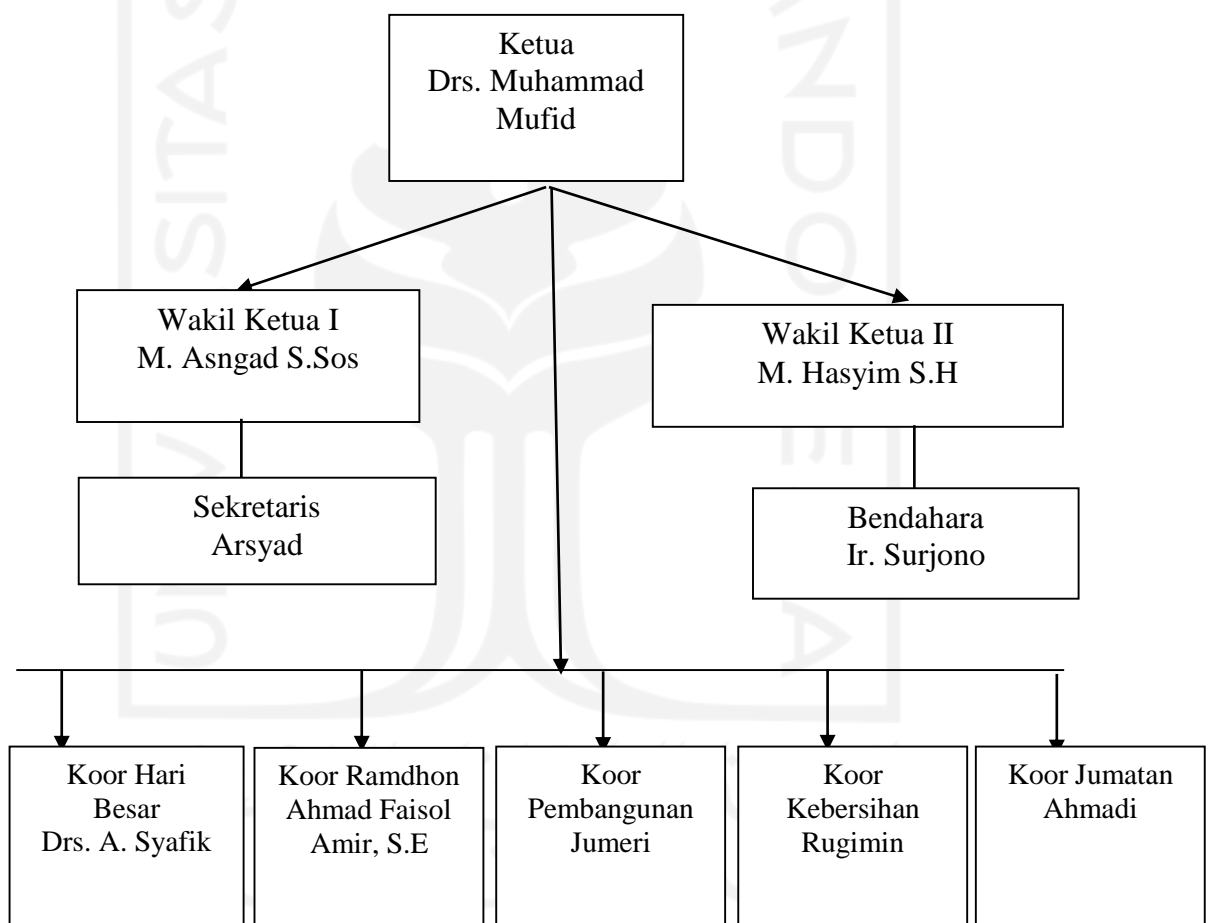 Ketua
Drs. Muhammad
Mufid
Wakil Ketua I
M. Asngad S.Sos
Wakil Ketua II
M. Hasyim S.H
Sekretaris
Arsyad
Bendahara
Ir. Surjono
Koor Hari
Besar
Drs. A. Syafik
Koor Ramdhon
Ahmad Faisol
Amir, S.E
Koor
Pembangunan
Jumeri
Koor
Kebersihan
Rugimin
Koor Jumatan
Ahmadi